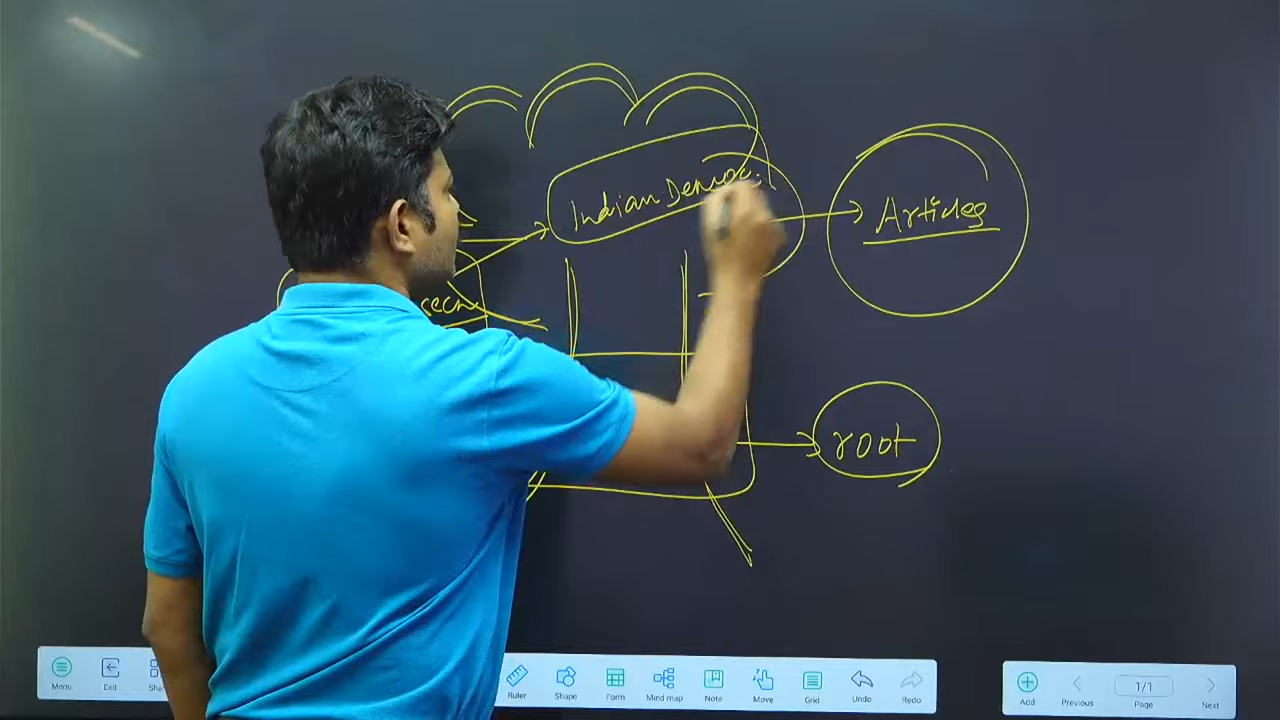 Indian Democ.
Articles
secu
root
Menu
Exit
Ruler
Shape
Form
Mind map
Note
Move
Grid
Undo
Redo
Add
Previous
1/1
Page
Next